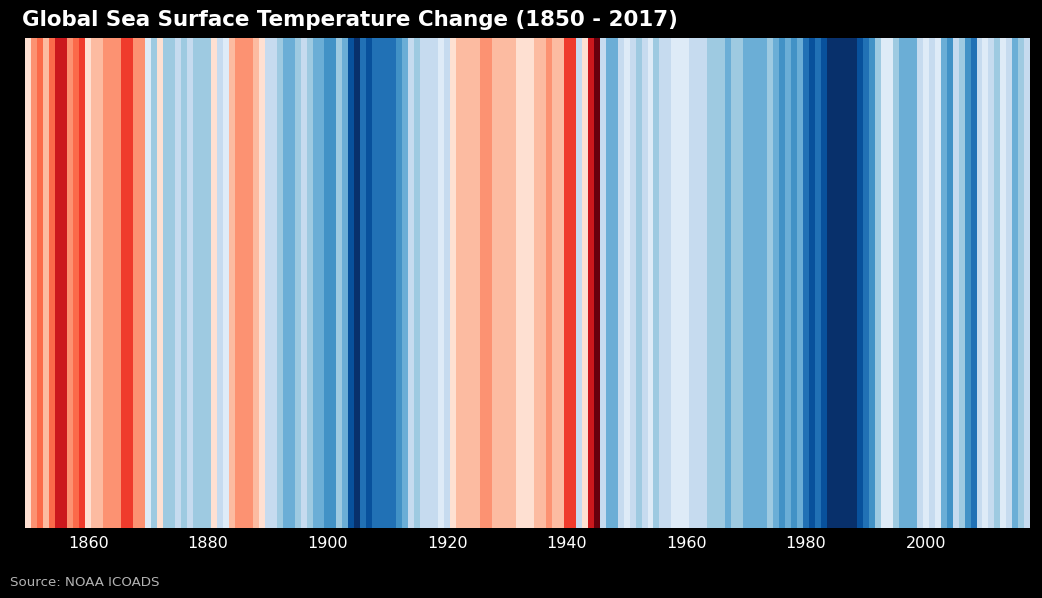 Global Sea Surface Temperature Change (1850 - 2017)
1860 1880 1900 1920 1940 1960 1980 2000
Source: NOAA ICOADS